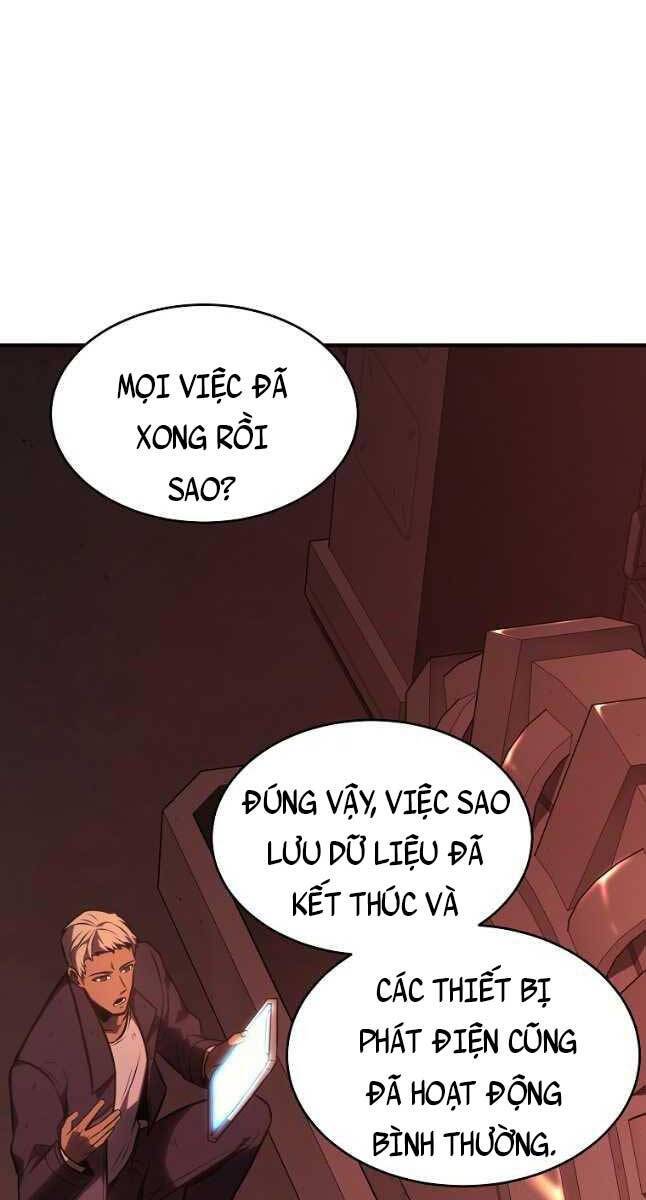 MỌI VIỆC ĐÃ
XONG RỒI
SAO?
ĐÚNG VẬY, VIỆC SAO
LƯU DỮ LIỆU ĐÃ
KẾT THÚC VÀ
CÁC THIẾT BỊ
PHÁT ĐIỆN CŨNG
ĐÃ HOẠT ĐỘNG
BÌNH THƯỜNG.